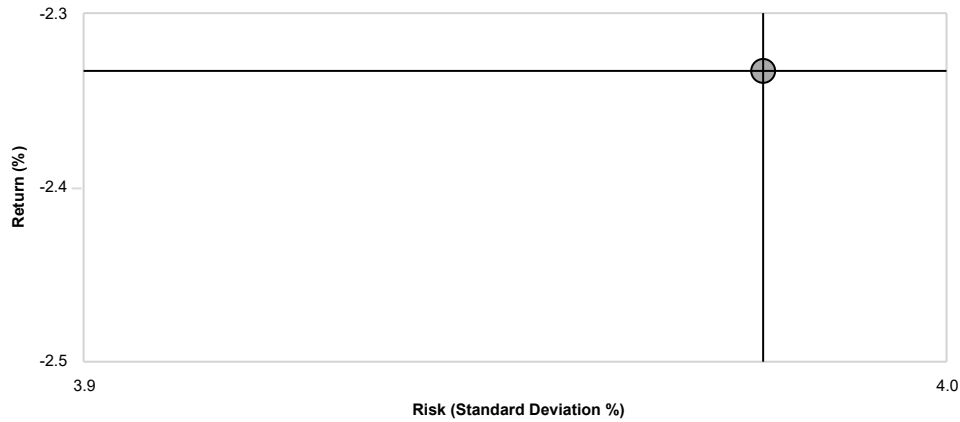 -2.3
Return (%)
-2.4
-2.5
3.9
4.0
Risk (Standard Deviation %)